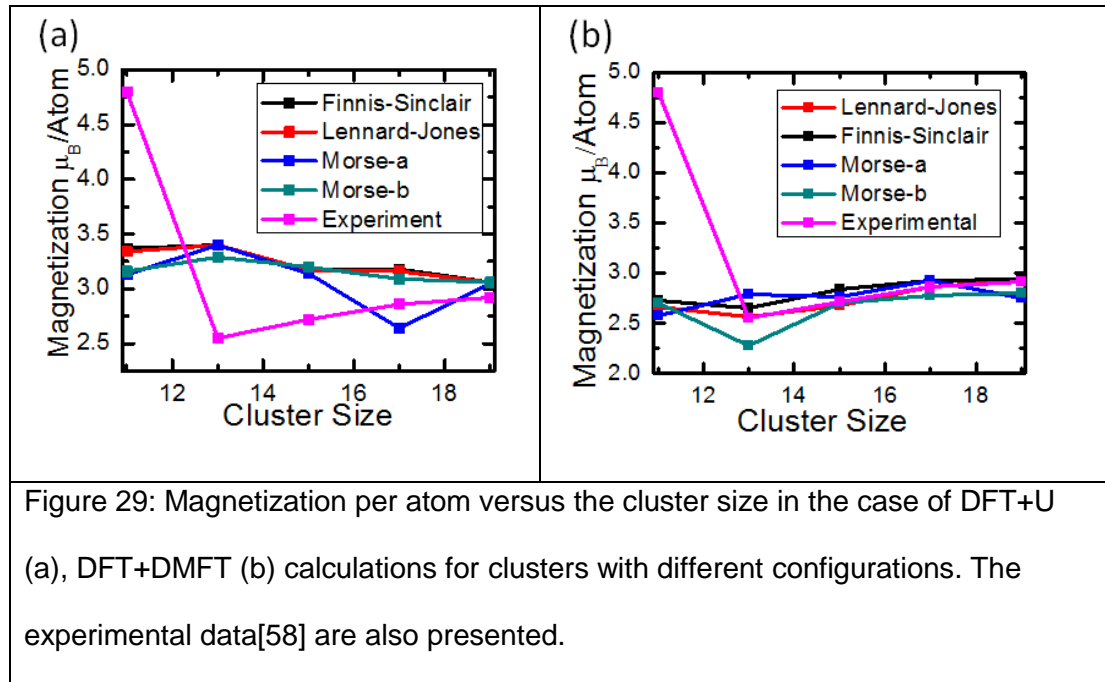 (a)
5.0
4.5
4.0
3.5
3.0
2.5
Magnetization μB/Atom
Finnis-Sinclair
Lennard-Jones
Morse-a
Morse-b
Experiment
12 14 16 18
Cluster Size
(b)
5.0
4.5
4.0
3.5
3.0
2.5
2.0
Magnetization μB/Atom
Lennard-Jones
Finnis-Sinclair
Morse-a
Morse-b
Experimental
12 14 16 18
Cluster Size
Figure 29: Magnetization per atom versus the cluster size in the case of DFT+U
(a), DFT+DMFT (b) calculations for clusters with different configurations. The
experimental data[58] are also presented.